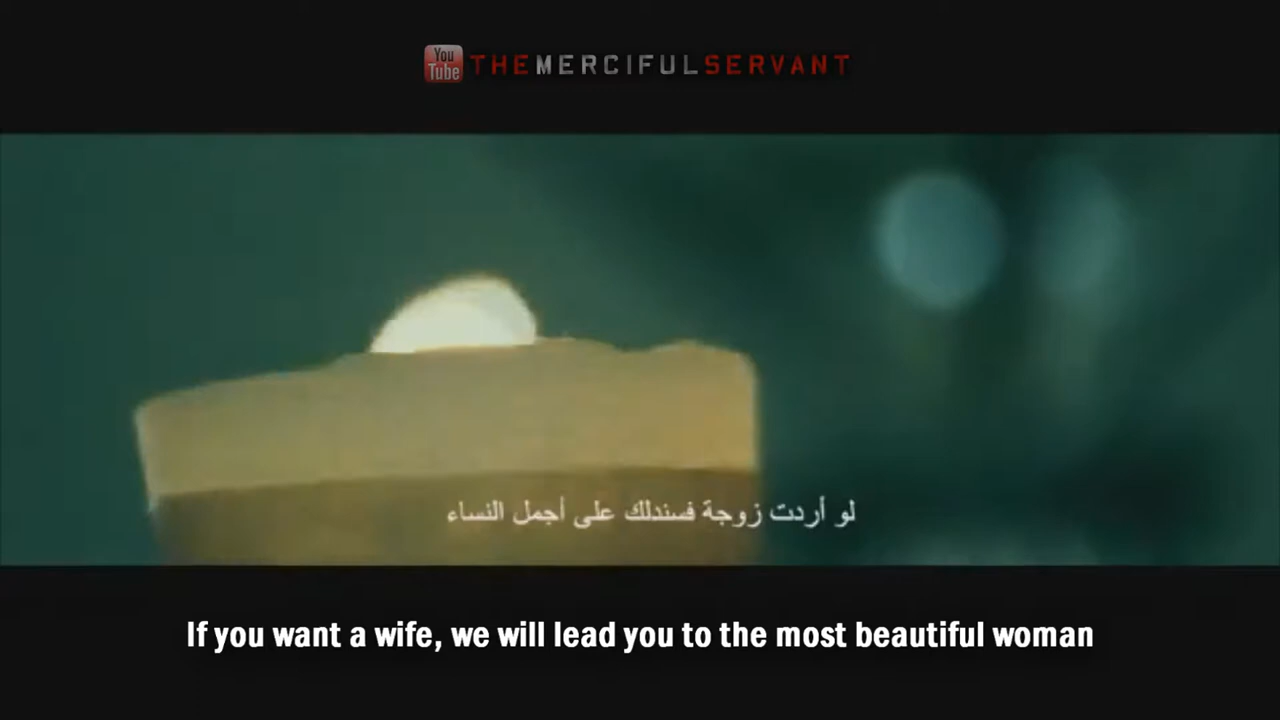 You Tube THEMERCIFULSERVANT
لو أردت زوجة فسندلك على أجمل النساء
If you want a wife, we will lead you to the most beautiful woman